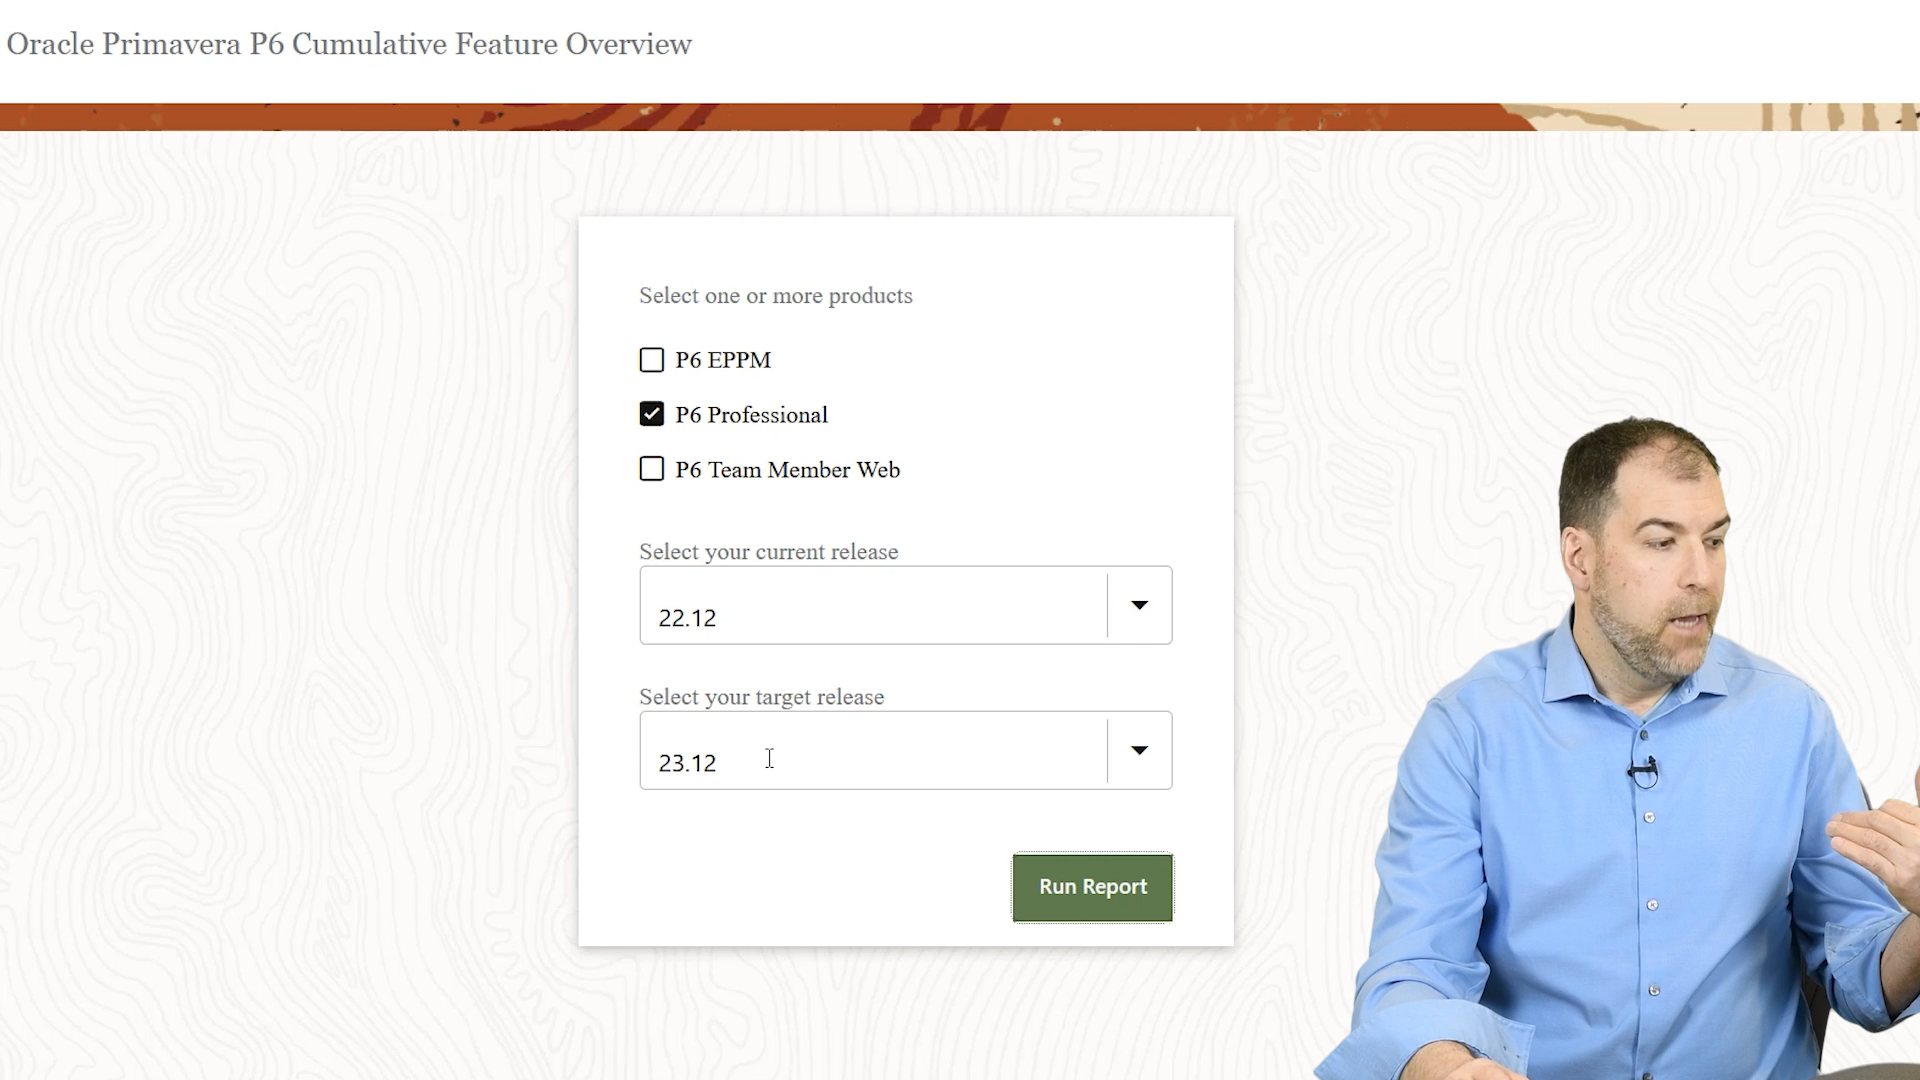 Oracle Primavera P6 Cumulative Feature Overview
Select one or more products
P6 EPPM
P6 Professional
P6 Team Member Web
Select your current release
22.12
Select your target release
23.12
Run Report